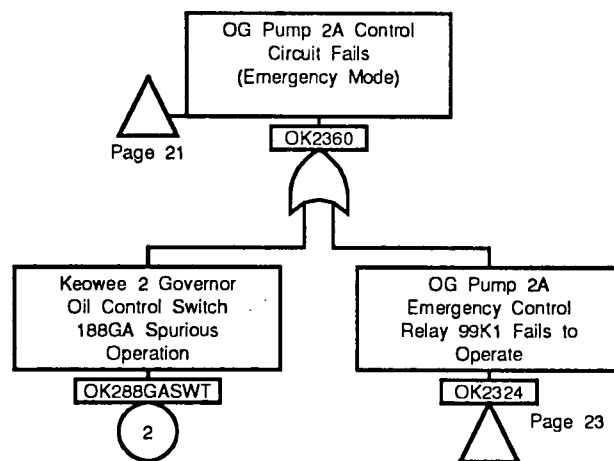 OG Pump 2A Control
Circuit Fails
(Emergency Mode)
Page 21
OK2360
Keowee 2 Governor
Oil Control Switch
188GA Spurious
Operation
OK288GASWT
2
OG Pump 2A
Emergency Control
Relay 99K1 Fails to
Operate
OK2324
Page 23